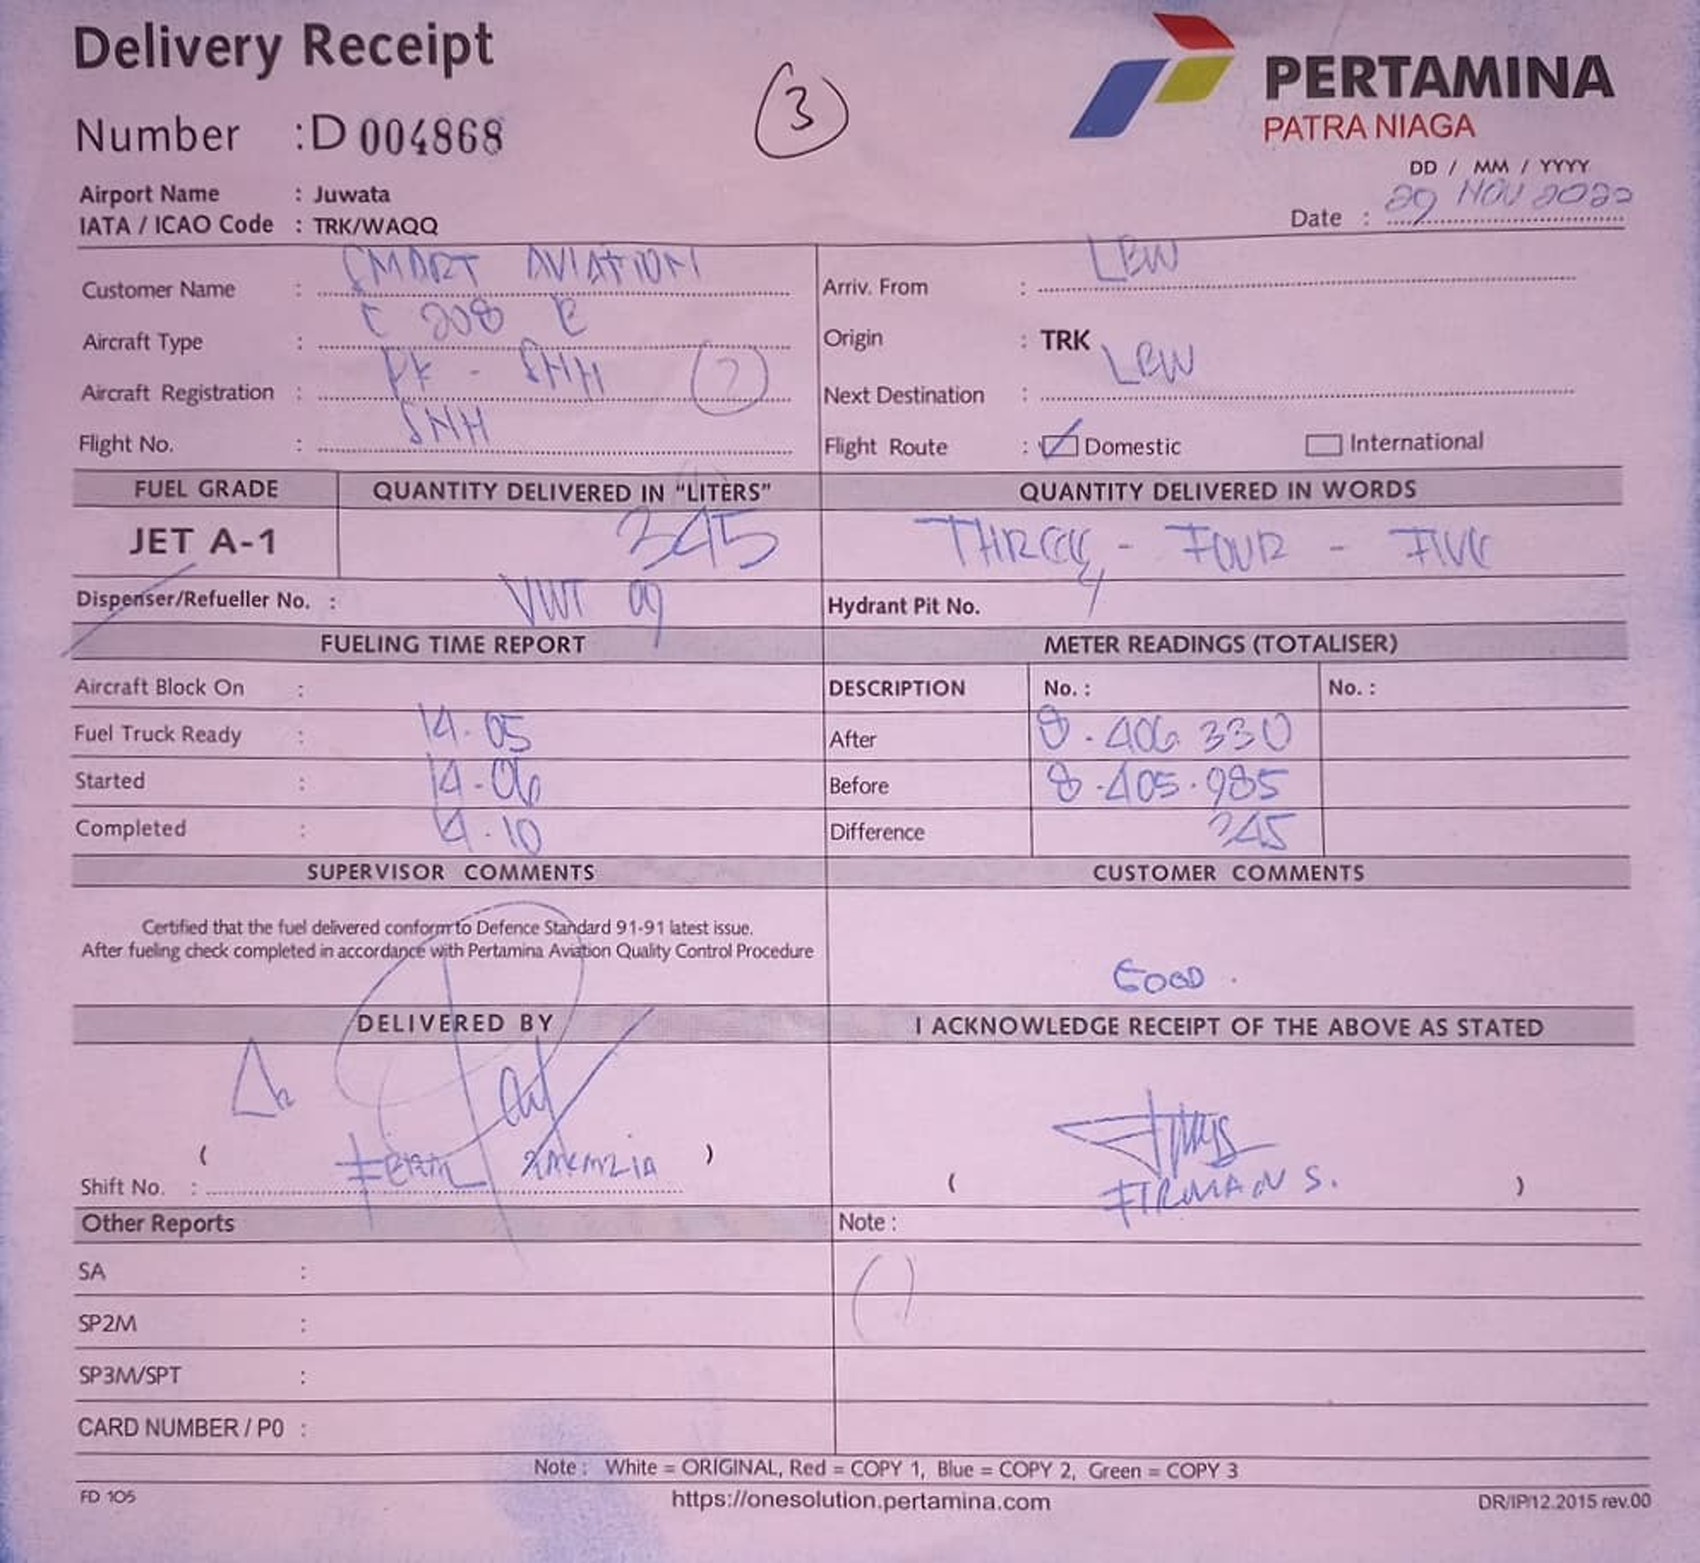 Delivery Receipt
Number : D 004868
3
PERTAMINA
PATRA NIAGA
DD / MM / YYYY
Date : 29 NOV 2022
Airport Name : Juwata
IATA / ICAO Code : TRK/WAQQ
Customer Name : SMART AVIATION
Aircraft Type : C 208 B
Aircraft Registration : PK - SNH
Flight No. : SNH
Arriv. From : LBW
Origin : TRK
Next Destination : LBW
Flight Route : Domestic International
FUEL GRADE QUANTITY DELIVERED IN “LITERS” QUANTITY DELIVERED IN WORDS
JET A-1 345 THREE - FOUR - FIVE
Dispenser/Refueller No. : 09 Hydrant Pit No.
FUELING TIME REPORT METER READINGS (TOTALISER)
Aircraft Block On : DESCRIPTION No. : No. :
Fuel Truck Ready : 14.05 After 8.406.330
Started : 14-06 Before 8.405.985
Completed : 14.10 Difference 345
SUPERVISOR COMMENTS CUSTOMER COMMENTS
Certified that the fuel delivered conform to Defence Standard 91-91 latest issue.
After fueling check completed in accordance with Pertamina Aviation Quality Control Procedure
GOOD.
DELIVERED BY I ACKNOWLEDGE RECEIPT OF THE ABOVE AS STATED
( )
Shift No. :
( FIRMAN S. )
Other Reports Note :
SA :
SP2M :
SP3M/SPT :
CARD NUMBER / PO :
Note : White = ORIGINAL, Red = COPY 1, Blue = COPY 2, Green = COPY 3
FD 105 https://onesolution.pertamina.com DR/IP/12.2015 rev.00